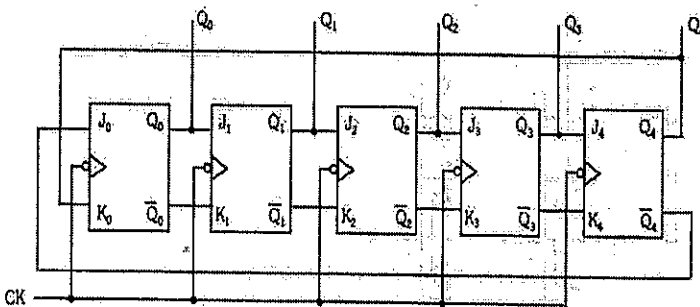 Q₀ Q₁ Q₂ Q₃ Q
J₀ Q₀ J₁ Q₁ J₂ Q₂ J₃ Q₃ J₄ Q₄
K₀ Q̅₀ K₁ Q̅₁ K₂ Q̅₂ K₃ Q̅₃ K₄ Q̅₄
CK